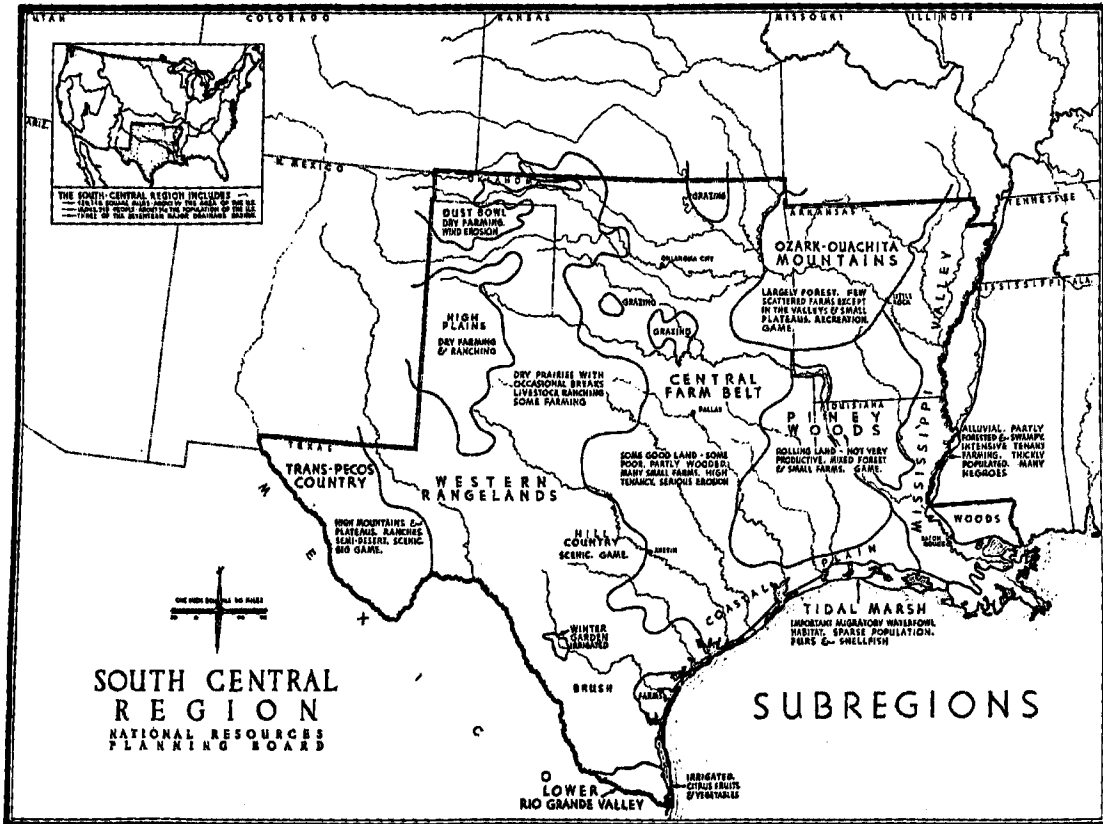 UTAH
COLORADO
KANSAS
MISSOURI
ILLINOIS
ARIZ.
N. MEXICO
OKLAHOMA
ARKANSAS
TENNESSEE
MISSISSIPPI
ALA.
TEXAS
LOUISIANA
THE SOUTH CENTRAL REGION INCLUDES
DUST BOWL
DRY FARMING
WIND EROSION
GRAZING
OKLAHOMA CITY
OZARK-OUACHITA
MOUNTAINS
LARGELY FOREST. FEW
SCATTERED FARMS EXCEPT
IN THE VALLEYS & SMALL
PLATEAUS. RECREATION
GAME.
LITTLE
ROCK
HIGH
PLAINS
DRY FARMING
& RANCHING
GRAZING
GRAZING
DRY PRAIRIES WITH
OCCASIONAL BREAKS
LIVESTOCK RANCHING
SOME FARMING
CENTRAL
FARM BELT
DALLAS
SOME GOOD LAND - SOME
POOR. PARTLY WOODED.
MANY SMALL FARMS. HIGH
TENANCY. SERIOUS EROSION
PINEY
WOODS
ROLLING LAND - NOT VERY
PRODUCTIVE. MIXED FOREST
& SMALL FARMS. GAME.
MISSISSIPPI VALLEY
ALLUVIAL. PARTLY
FORESTED & SWAMPY.
INTENSIVE TENANT
FARMING. THICKLY
POPULATED. MANY
NEGROES
WOODS
BATON
ROUGE
TRANS-PECOS
COUNTRY
HIGH MOUNTAINS &
PLATEAUS. RANCHES
SEMI-DESERT. SCENIC.
BIG GAME.
WESTERN
RANGELANDS
HILL
COUNTRY
SCENIC. GAME.
AUSTIN
COASTAL PLAIN
TIDAL MARSH
IMPORTANT MIGRATORY WATERFOWL
HABITAT. SPARSE POPULATION.
FURS & SHELLFISH
WINTER
GARDEN
IRRIGATED
BRUSH
FARMS
MEXICO
LOWER
RIO GRANDE VALLEY
IRRIGATED.
CITRUS FRUITS
& VEGETABLES
SOUTH CENTRAL
REGION
NATIONAL RESOURCES
PLANNING BOARD
SUBREGIONS